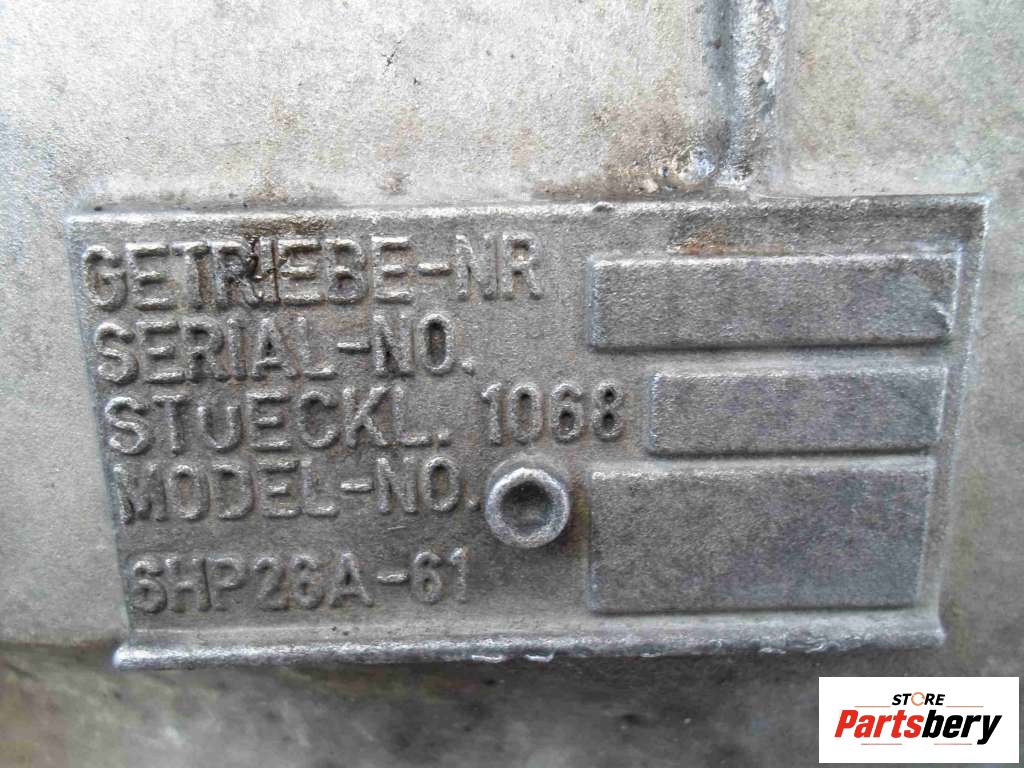 GETRIEBE-NR
SERIAL-NO.
STUECKL. 1068
MODEL-NO.
6HP26A-61
STORE
Partsbery